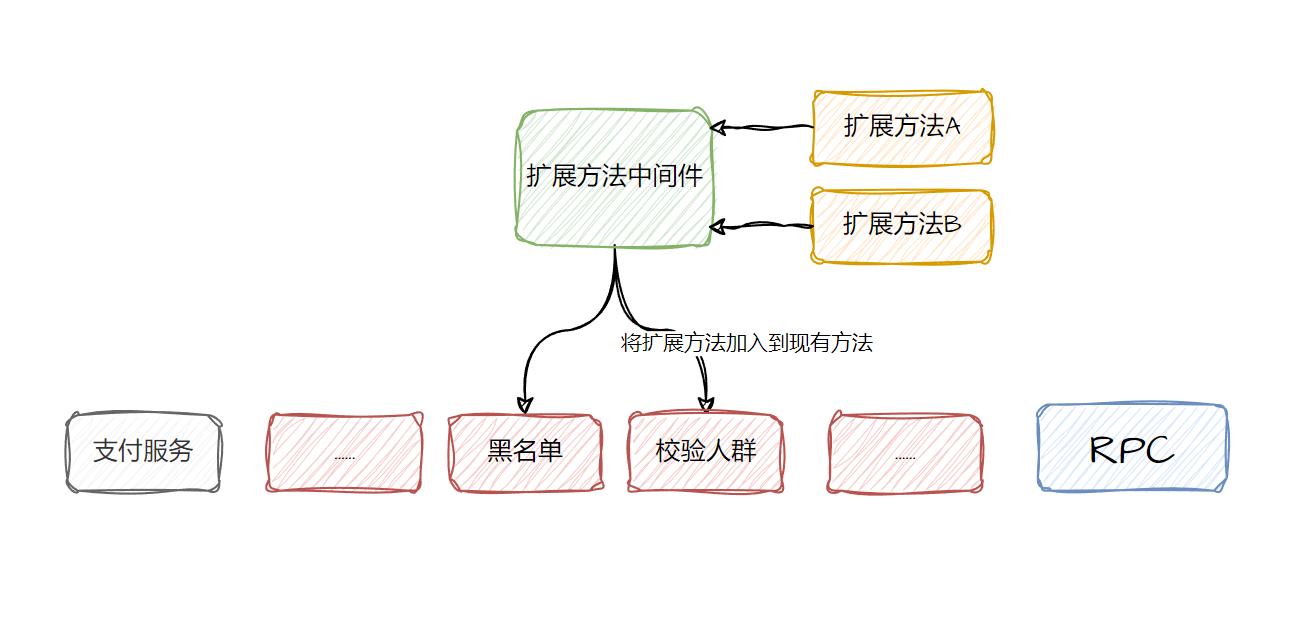 扩展方法A
扩展方法中间件
扩展方法B
将扩展方法加入到现有方法
支付服务
......
黑名单
校验人群
......
RPC